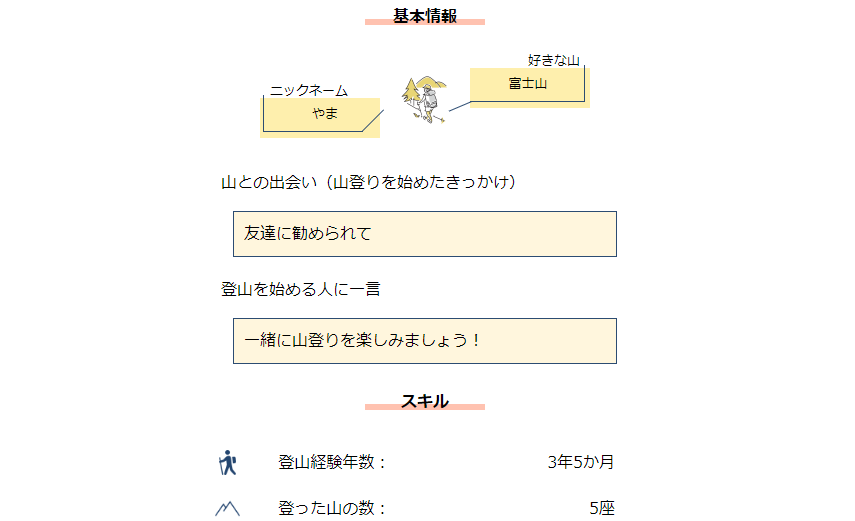 基本情報
好きな山
富士山
ニックネーム
やま
山との出会い（山登りを始めたきっかけ）
友達に勧められて
登山を始める人に一言
一緒に山登りを楽しみましょう！
スキル
登山経験年数： 3年5か月
登った山の数： 5座